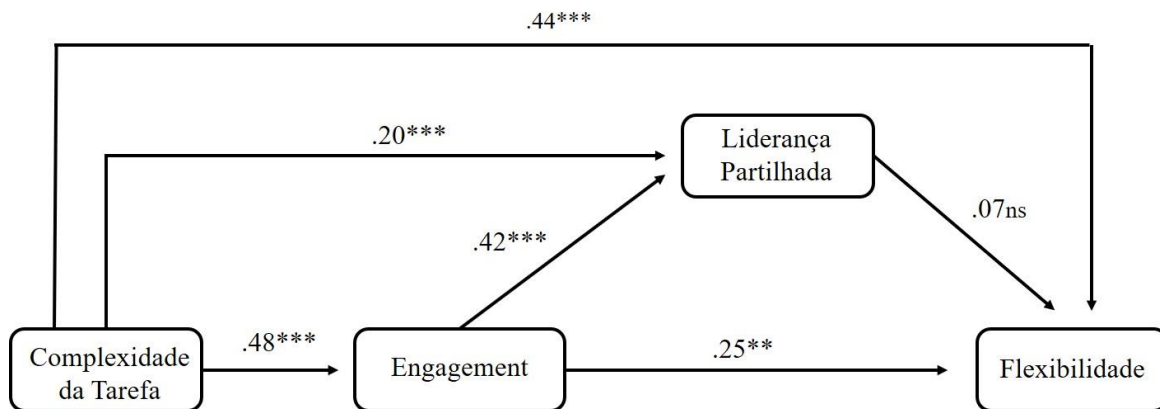 .44***
.20***
Liderança
Partilhada
.07ns
.42***
Complexidade
da Tarefa
.48***
Engagement
.25**
Flexibilidade